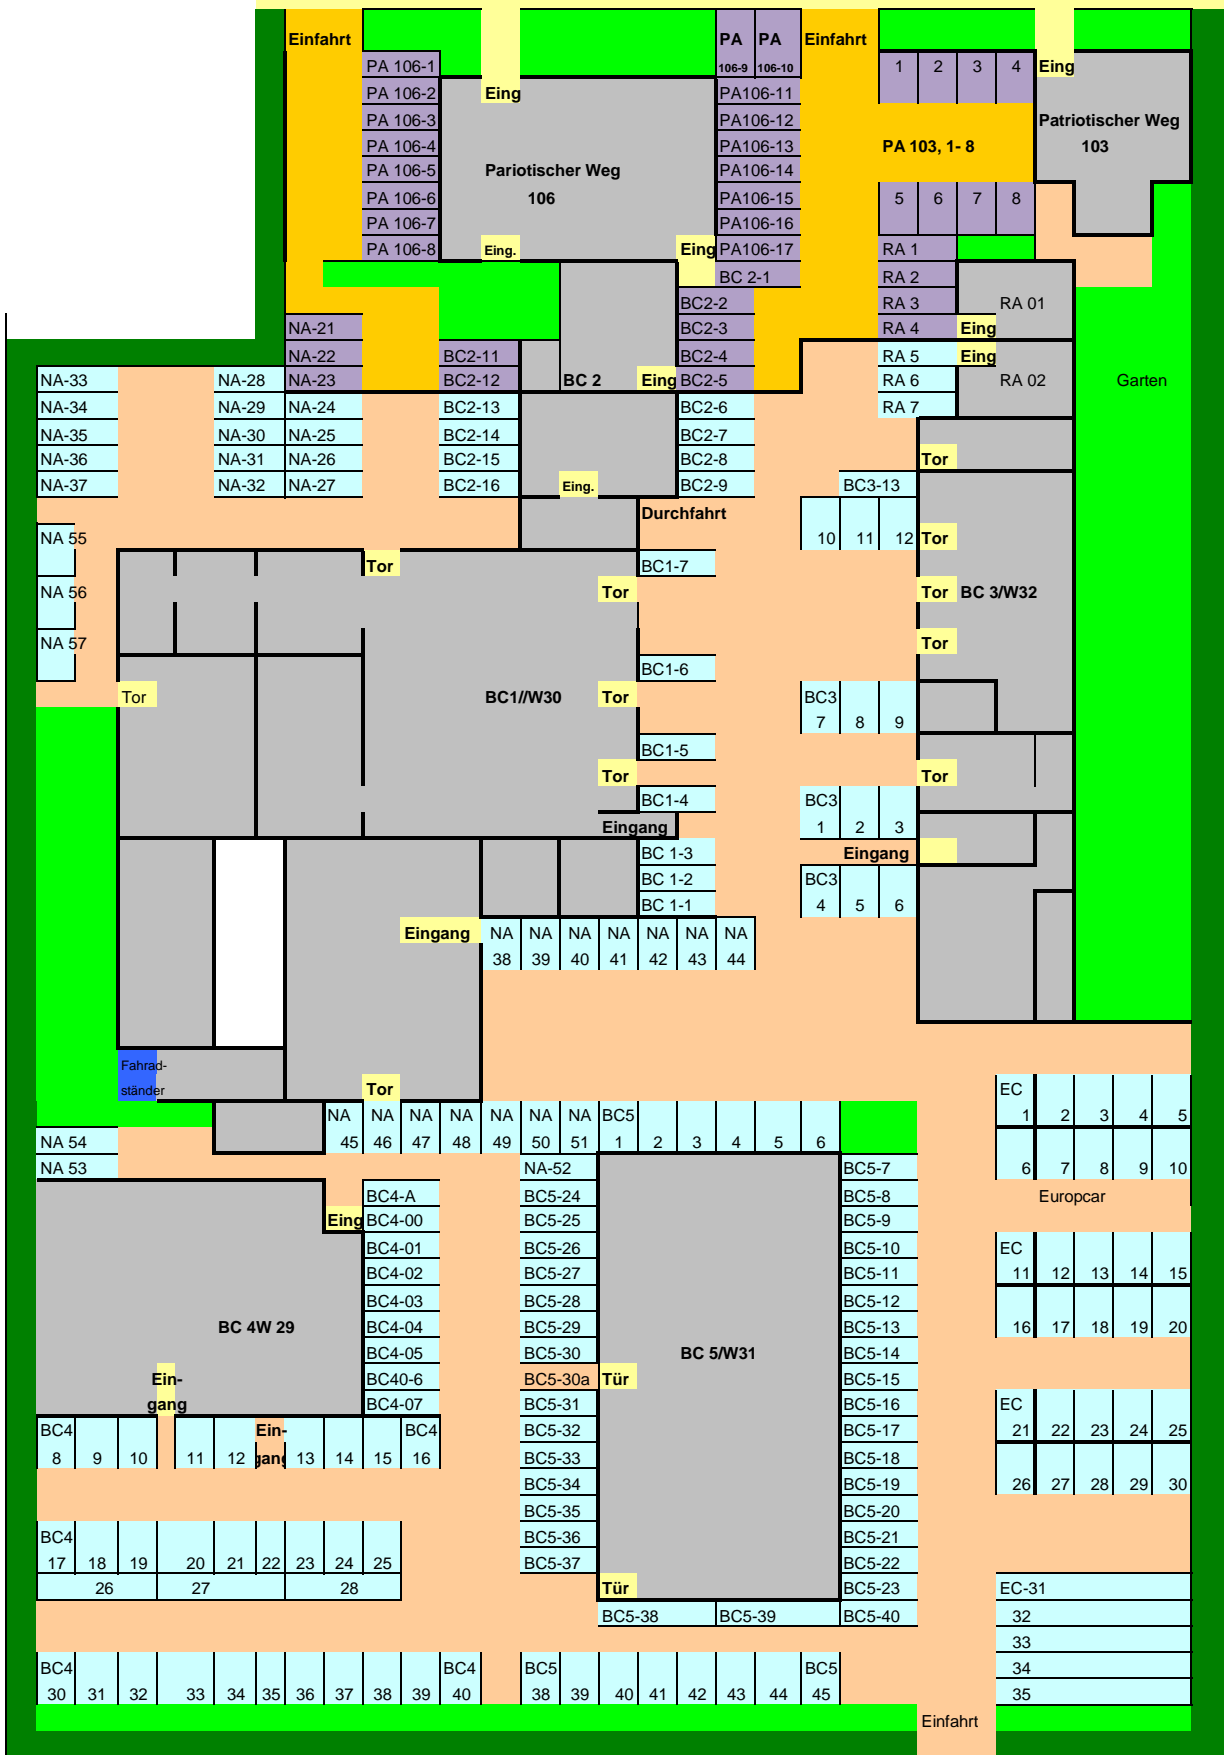 Einfahrt PA PA Einfahrt
PA 106-1 106-9 106-10 1 2 3 4 Eing
PA 106-2 Eing PA106-11
PA 106-3 PA106-12 Patriotischer Weg
PA 106-4 PA106-13 PA 103, 1- 8 103
PA 106-5 Pariotischer Weg PA106-14
PA 106-6 106 PA106-15 5 6 7 8
PA 106-7 PA106-16
PA 106-8 Eing. Eing PA106-17 RA 1
BC 2-1 RA 2
BC2-2 RA 3 RA 01
NA-21 BC2-3 RA 4 Eing
NA-22 BC2-11 BC2-4 RA 5 Eing
NA-33 NA-28 NA-23 BC2-12 BC 2 Eing BC2-5 RA 6 RA 02 Garten
NA-34 NA-29 NA-24 BC2-13 BC2-6 RA 7
NA-35 NA-30 NA-25 BC2-14 BC2-7
NA-36 NA-31 NA-26 BC2-15 BC2-8 Tor
NA-37 NA-32 NA-27 BC2-16 Eing. BC2-9 BC3-13
Durchfahrt
NA 55 10 11 12 Tor
Tor BC1-7
NA 56 Tor Tor BC 3/W32
NA 57 Tor
BC1-6
Tor BC1//W30 Tor BC3
7 8 9
BC1-5
Tor Tor
BC1-4 BC3
Eingang 1 2 3
BC 1-3 Eingang
BC 1-2 BC3
BC 1-1 4 5 6
Eingang NA NA NA NA NA NA NA
38 39 40 41 42 43 44
Fahrad-
ständer Tor EC
NA NA NA NA NA NA NA BC5 1 2 3 4 5
NA 54 45 46 47 48 49 50 51 1 2 3 4 5 6
NA 53 NA-52 BC5-7 6 7 8 9 10
BC4-A BC5-24 BC5-8 Europcar
Eing BC4-00 BC5-25 BC5-9
BC4-01 BC5-26 BC5-10 EC
BC4-02 BC5-27 BC5-11 11 12 13 14 15
BC4-03 BC5-28 BC5-12
BC 4W 29 BC4-04 BC5-29 BC5-13 16 17 18 19 20
BC4-05 BC5-30 BC 5/W31 BC5-14
Ein- BC40-6 BC5-30a Tür BC5-15
gang BC4-07 BC5-31 BC5-16 EC
BC4 Ein- BC4 BC5-32 BC5-17 21 22 23 24 25
8 9 10 11 12 gang 13 14 15 16 BC5-33 BC5-18
BC5-34 BC5-19 26 27 28 29 30
BC5-35 BC5-20
BC4 BC5-36 BC5-21
17 18 19 20 21 22 23 24 25 BC5-37 BC5-22
26 27 28 Tür BC5-23 EC-31
BC5-38 BC5-39 BC5-40 32
33
BC4 BC4 BC5 BC5 34
30 31 32 33 34 35 36 37 38 39 40 38 39 40 41 42 43 44 45 35
Einfahrt